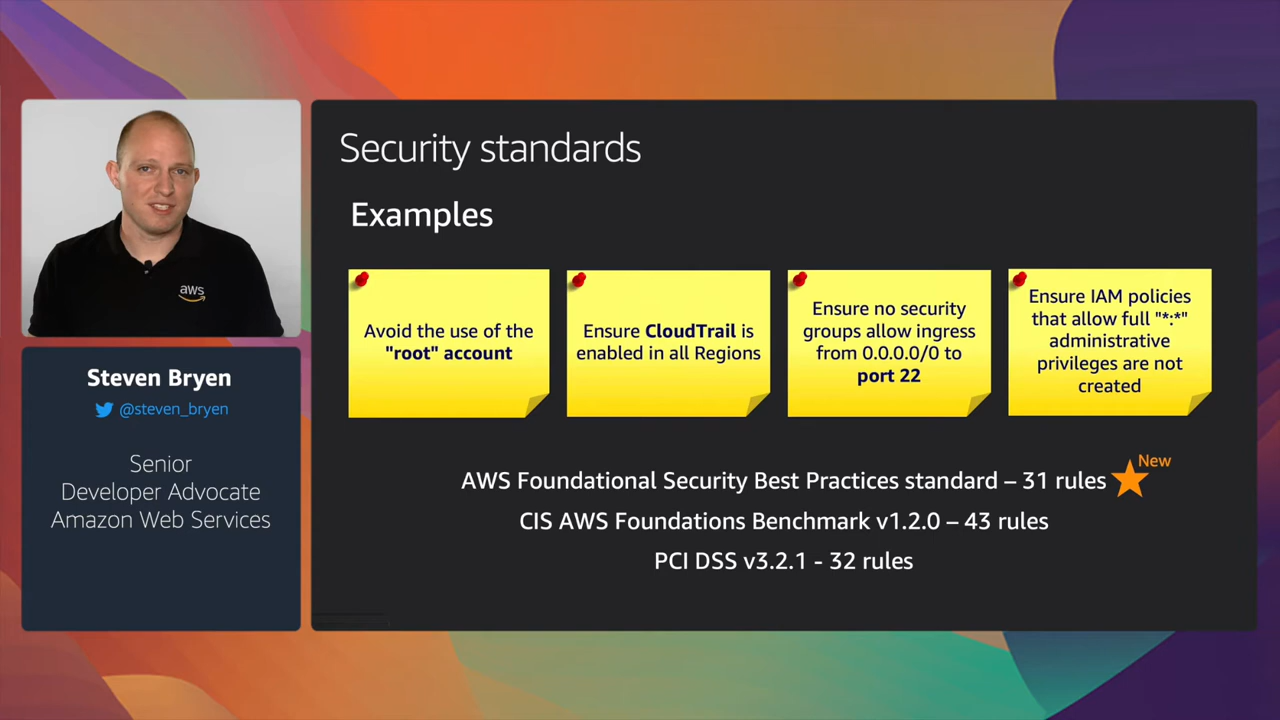 aws
Steven Bryen
@steven_bryen
Senior
Developer Advocate
Amazon Web Services
Security standards
Examples
Avoid the use of the
"root" account
Ensure CloudTrail is
enabled in all Regions
Ensure no security
groups allow ingress
from 0.0.0.0/0 to
port 22
Ensure IAM policies
that allow full "*:*"
administrative
privileges are not
created
AWS Foundational Security Best Practices standard – 31 rules
New
CIS AWS Foundations Benchmark v1.2.0 – 43 rules
PCI DSS v3.2.1 - 32 rules